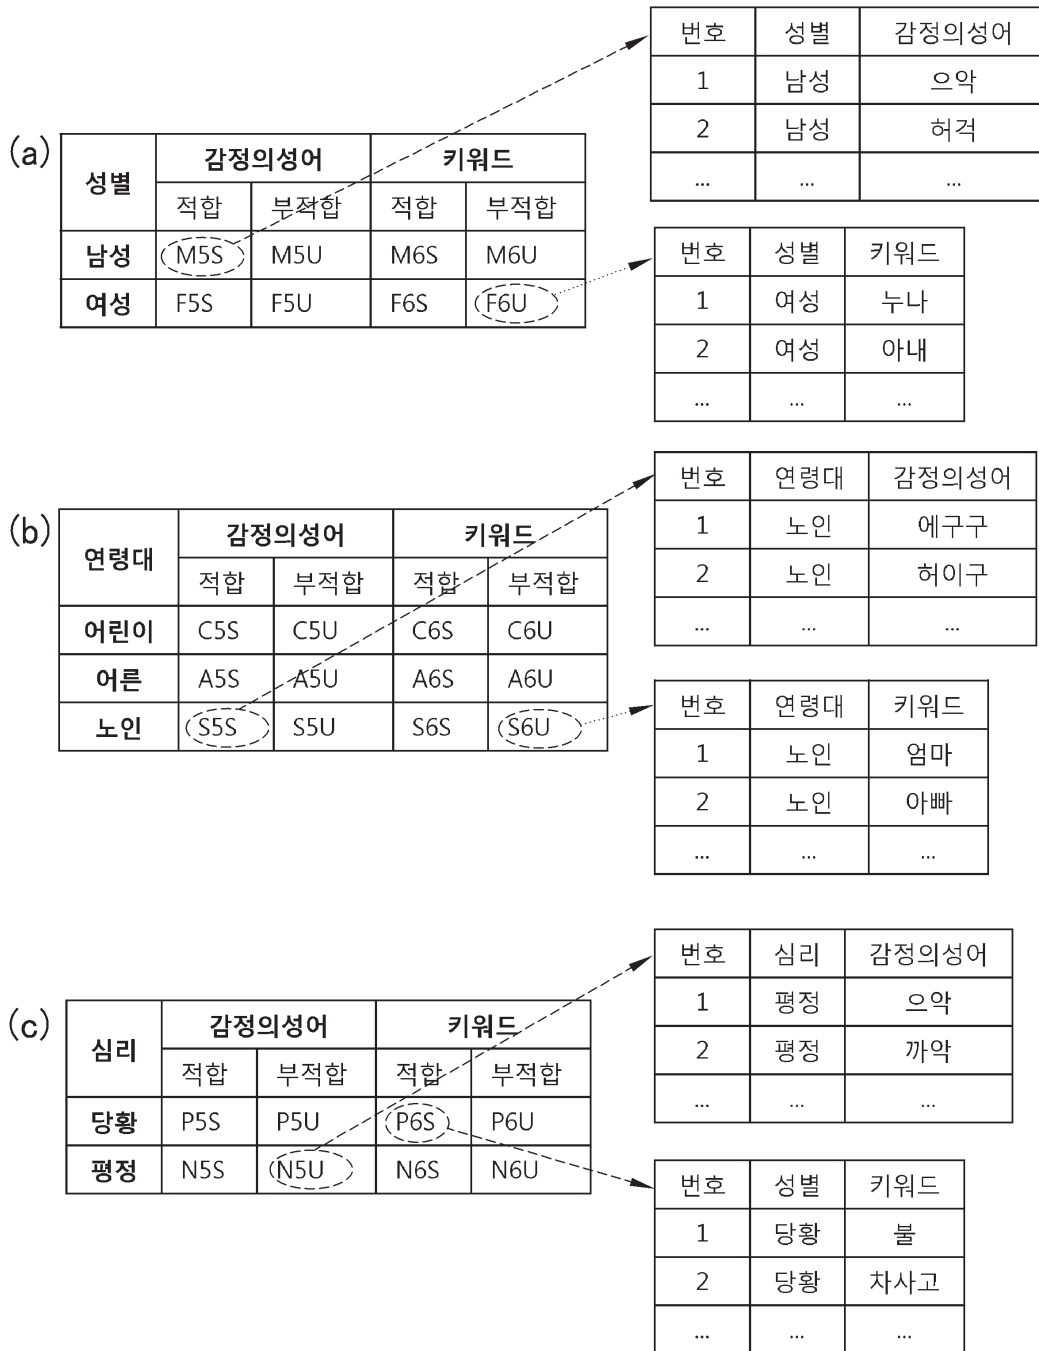 (a)
성별 감정의성어 키워드
적합 부적합 적합 부적합
남성 M5S M5U M6S M6U
여성 F5S F5U F6S F6U
번호 성별 감정의성어
1 남성 으악
2 남성 허걱
... ... ...
번호 성별 키워드
1 여성 누나
2 여성 아내
... ... ...
(b)
연령대 감정의성어 키워드
적합 부적합 적합 부적합
어린이 C5S C5U C6S C6U
어른 A5S A5U A6S A6U
노인 S5S S5U S6S S6U
번호 연령대 감정의성어
1 노인 에구구
2 노인 허이구
... ... ...
번호 연령대 키워드
1 노인 엄마
2 노인 아빠
... ... ...
(c)
심리 감정의성어 키워드
적합 부적합 적합 부적합
당황 P5S P5U P6S P6U
평정 N5S N5U N6S N6U
번호 심리 감정의성어
1 평정 으악
2 평정 까악
... ... ...
번호 성별 키워드
1 당황 불
2 당황 차사고
... ... ...